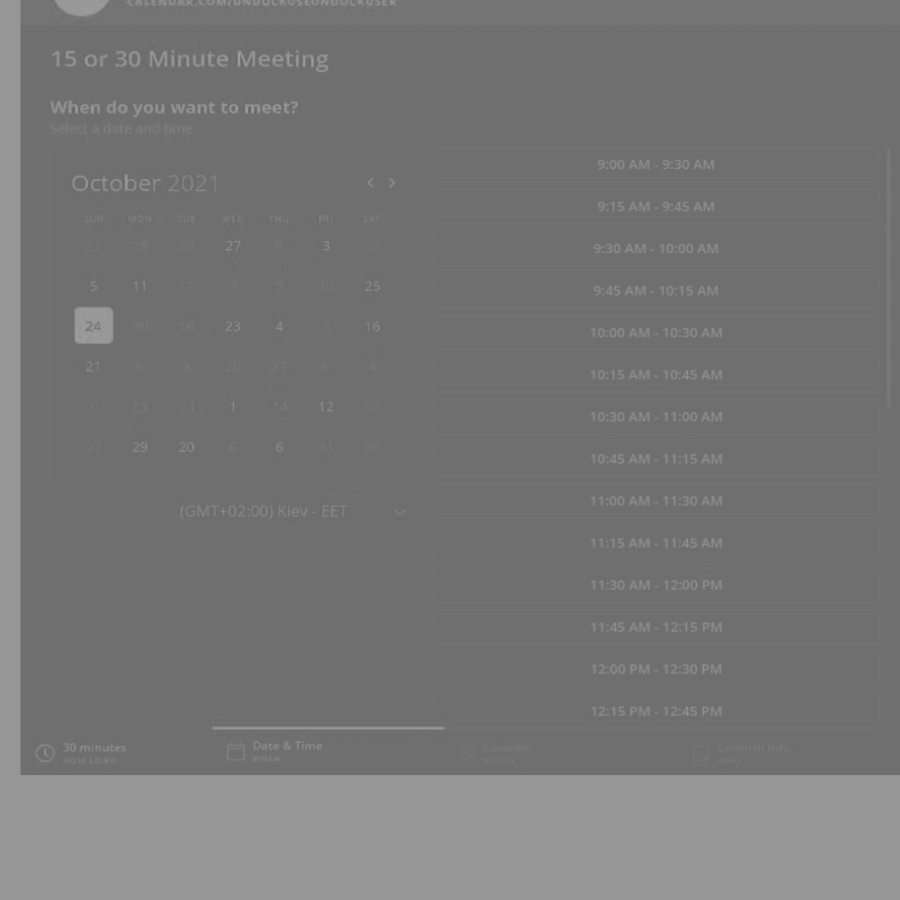 15 or 30 Minute Meeting
When do you want to meet?
Select a date and time
October 2021
SUN MON TUE WED THU FRI SAT
21 28 20 27 6 3 22
5 11 11 3 9 20 25
24 30 16 23 4 7 16
21 6 8 20 27 6 4
9 13 23 1 14 12 22
27 29 20 6 6 31 26
(GMT+02:00) Kiev - EET
9:00 AM - 9:30 AM
9:15 AM - 9:45 AM
9:30 AM - 10:00 AM
9:45 AM - 10:15 AM
10:00 AM - 10:30 AM
10:15 AM - 10:45 AM
10:30 AM - 11:00 AM
10:45 AM - 11:15 AM
11:00 AM - 11:30 AM
11:15 AM - 11:45 AM
11:30 AM - 12:00 PM
11:45 AM - 12:15 PM
12:00 PM - 12:30 PM
12:15 PM - 12:45 PM
30 minutes
HOW LONG
Date & Time
WHEN
Location
Confirm Info